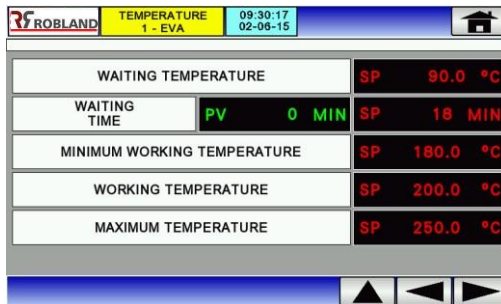 ROBLAND
TEMPERATURE
1 - EVA
09:30:17
02-06-15
WAITING TEMPERATURE SP 90.0 °C
WAITING
TIME
PV 0 MIN SP 18 MIN
MINIMUM WORKING TEMPERATURE SP 180.0 °C
WORKING TEMPERATURE SP 200.0 °C
MAXIMUM TEMPERATURE SP 250.0 °C